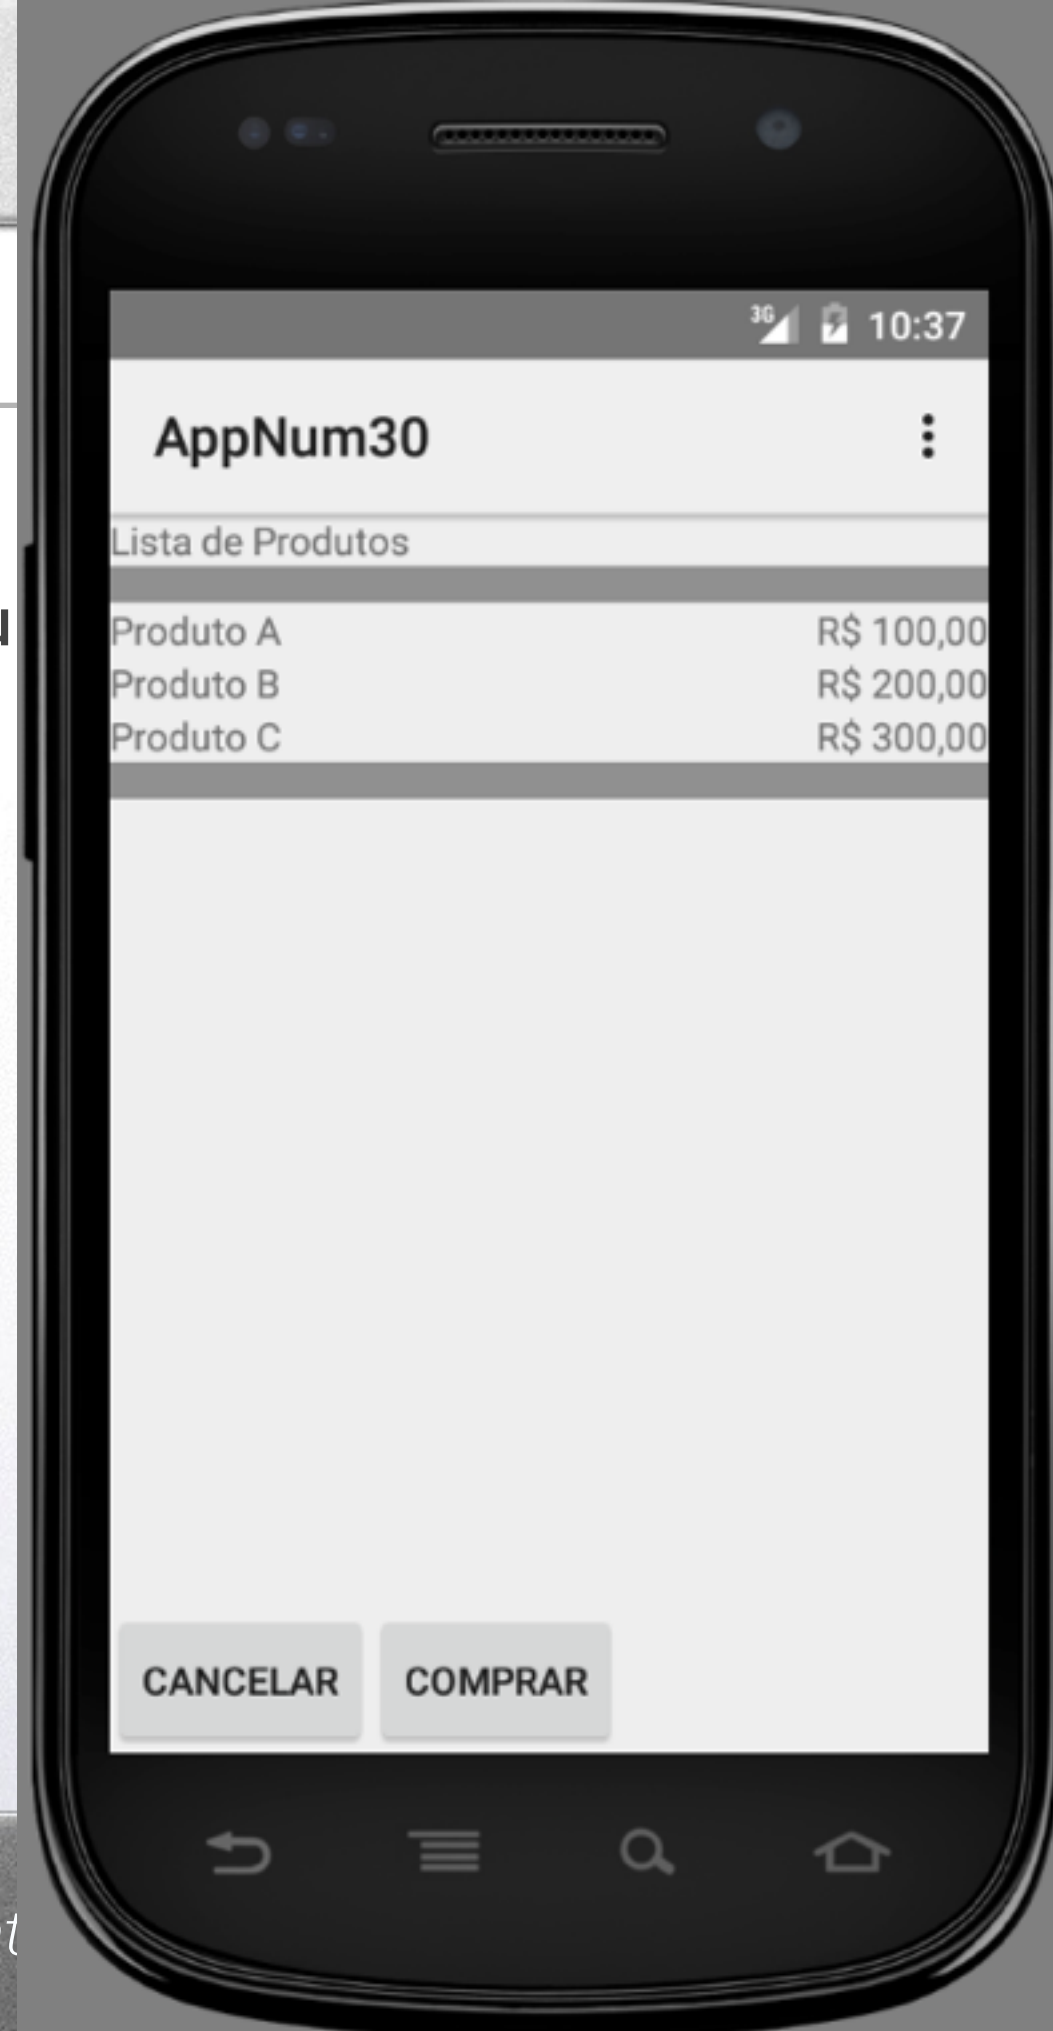 3G 10:37
AppNum30
Lista de Produtos
Produto A R$ 100,00
Produto B R$ 200,00
Produto C R$ 300,00
CANCELAR COMPRAR